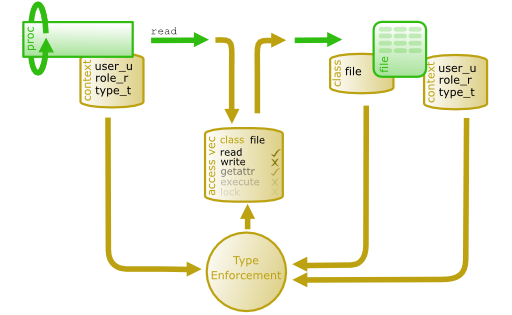 proc
read
context
user_u
role_r
type_t
class
file
file
context
user_u
role_r
type_t
access vec
class file
read
write
getattr
execute
lock
Type
Enforcement